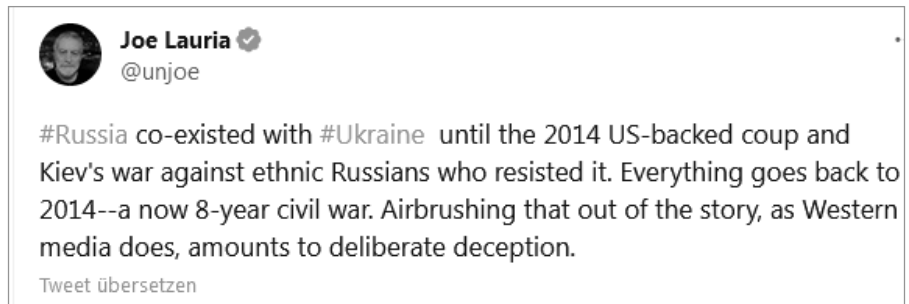 Joe Lauria
@unjoe
#Russia co-existed with #Ukraine until the 2014 US-backed coup and
Kiev's war against ethnic Russians who resisted it. Everything goes back to
2014--a now 8-year civil war. Airbrushing that out of the story, as Western
media does, amounts to deliberate deception.
Tweet übersetzen